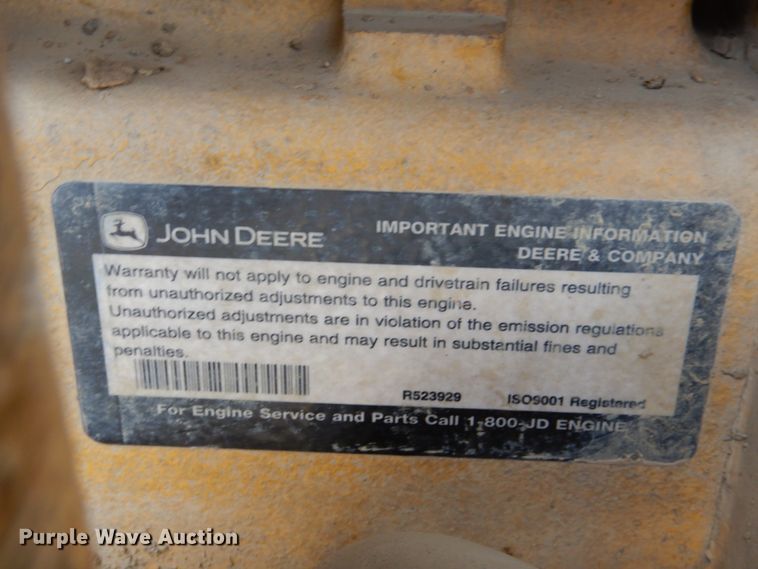 JOHN DEERE
IMPORTANT ENGINE INFORMATION
DEERE & COMPANY
Warranty will not apply to engine and drivetrain failures resulting
from unauthorized adjustments to this engine.
Unauthorized adjustments are in violation of the emission regulations
applicable to this engine and may result in substantial fines and
penalties.
R523929 ISO9001 Registered
For Engine Service and Parts Call 1-800-JD ENGINE
Purple Wave Auction